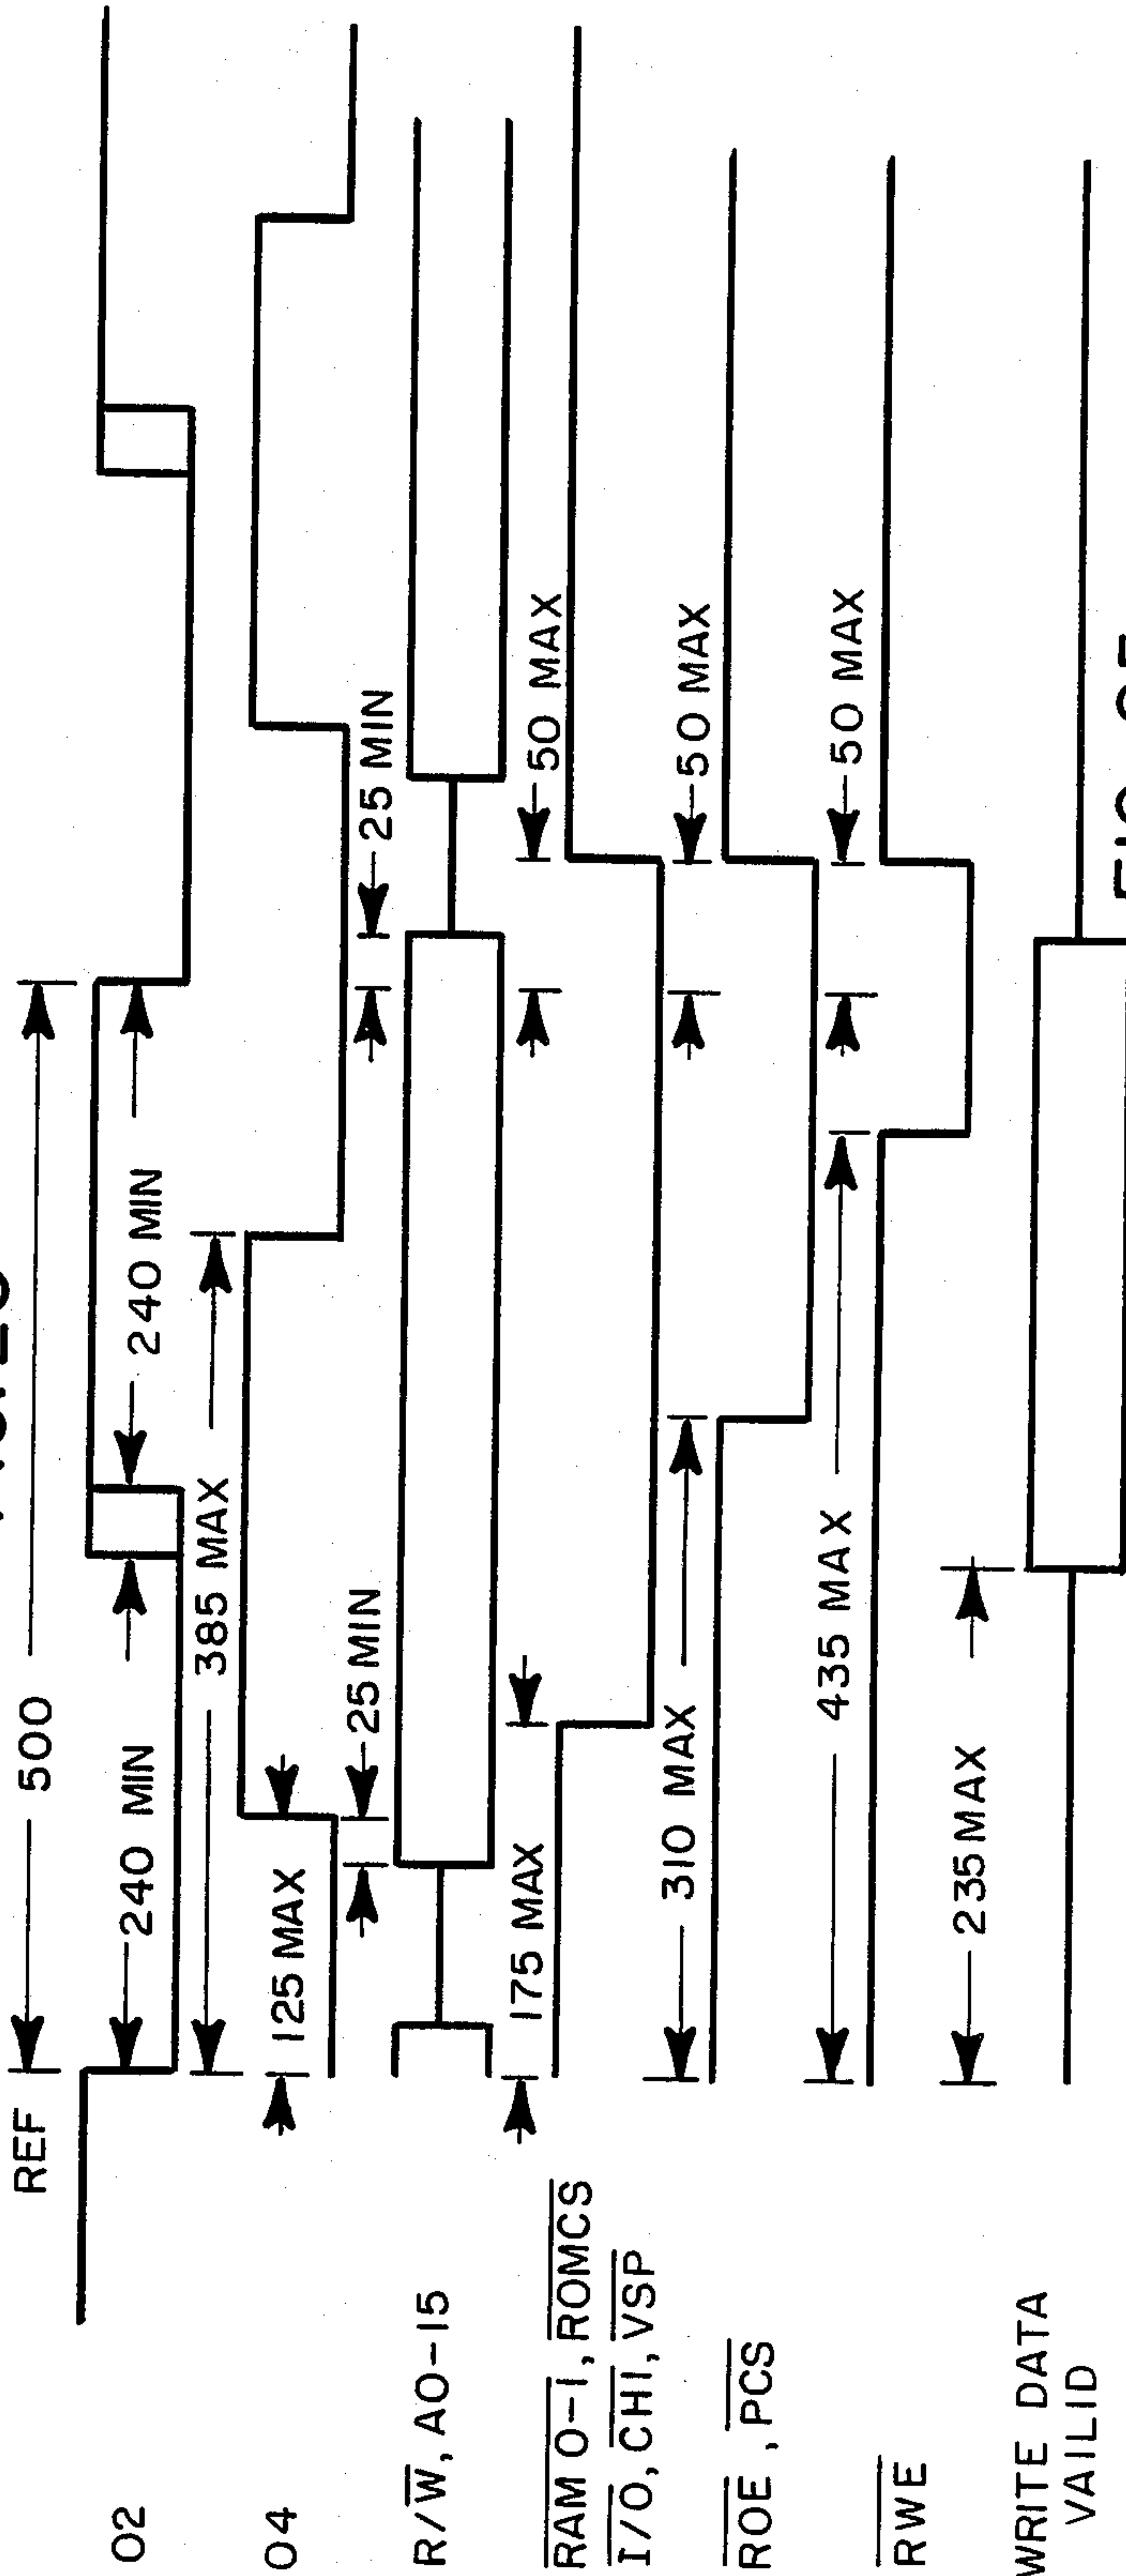 REF
500
02
240 MIN
240 MIN
385 MAX
04
125 MAX
25 MIN
25 MIN
R/W, A0-15
175 MAX
50 MAX
RAM 0-1, ROMCS
I/O, CHI, VSP
310 MAX
50 MAX
ROE, PCS
435 MAX
50 MAX
RWE
235 MAX
WRITE DATA
VAILID